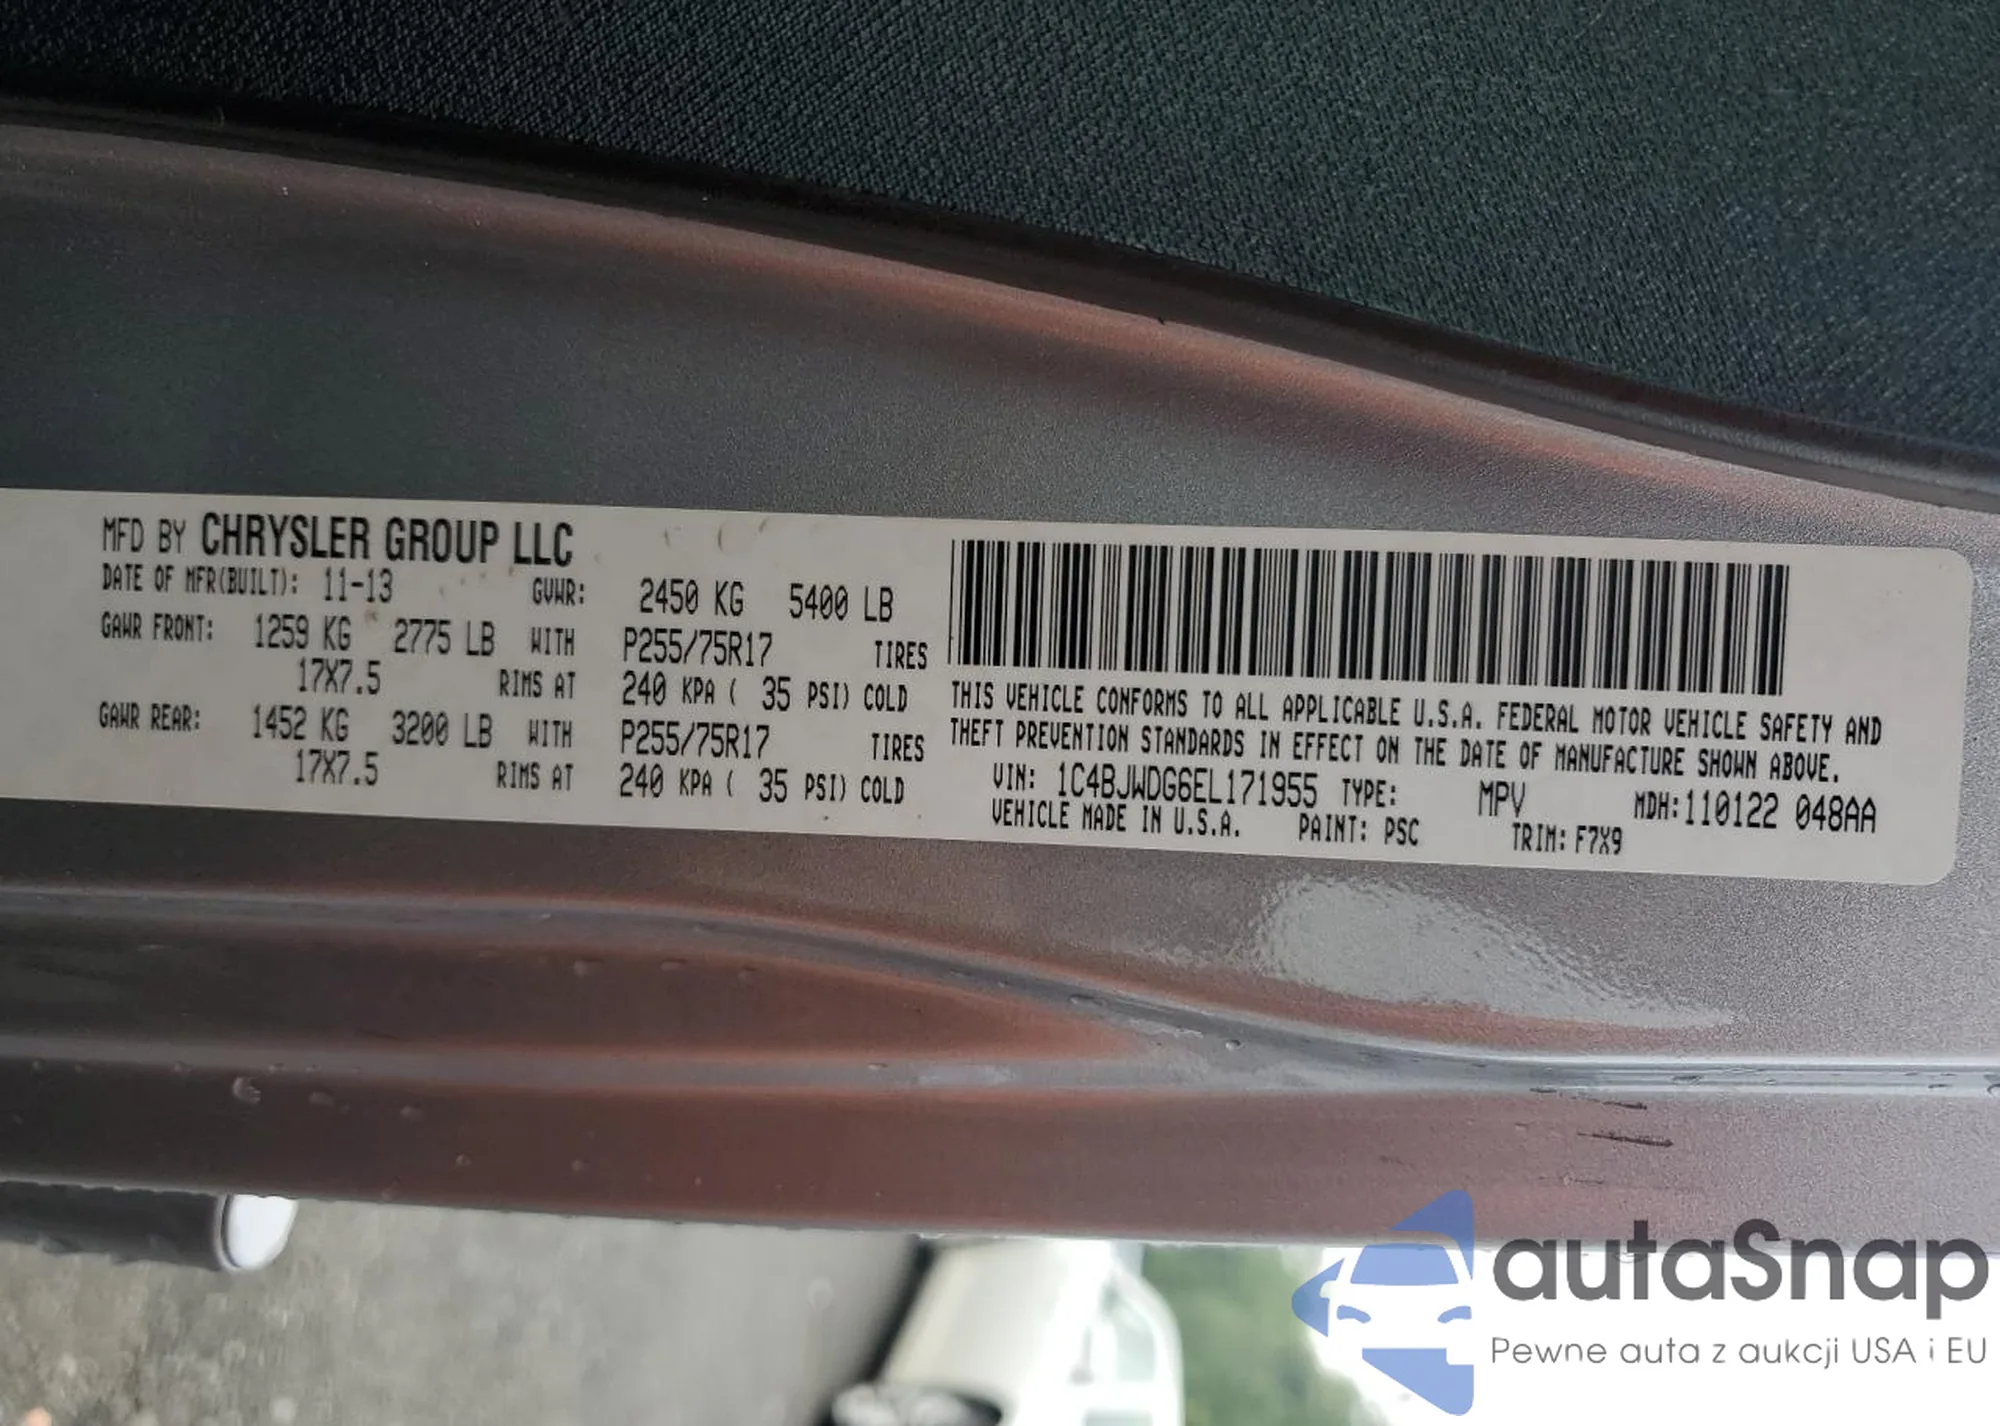 MFD BY CHRYSLER GROUP LLC
DATE OF MFR(BUILT): 11-13 GVWR: 2450 KG 5400 LB
GAWR FRONT: 1259 KG 2775 LB WITH P255/75R17 TIRES
17X7.5 RIMS AT 240 KPA ( 35 PSI) COLD
GAWR REAR: 1452 KG 3200 LB WITH P255/75R17 TIRES
17X7.5 RIMS AT 240 KPA ( 35 PSI) COLD
THIS VEHICLE CONFORMS TO ALL APPLICABLE U.S.A. FEDERAL MOTOR VEHICLE SAFETY AND
THEFT PREVENTION STANDARDS IN EFFECT ON THE DATE OF MANUFACTURE SHOWN ABOVE.
VIN: 1C4BJWDG6EL171955 TYPE: MPV MDH:110122 048AA
VEHICLE MADE IN U.S.A. PAINT: PSC TRIM: F7X9
autaSnap
Pewne auta z aukcji USA i EU